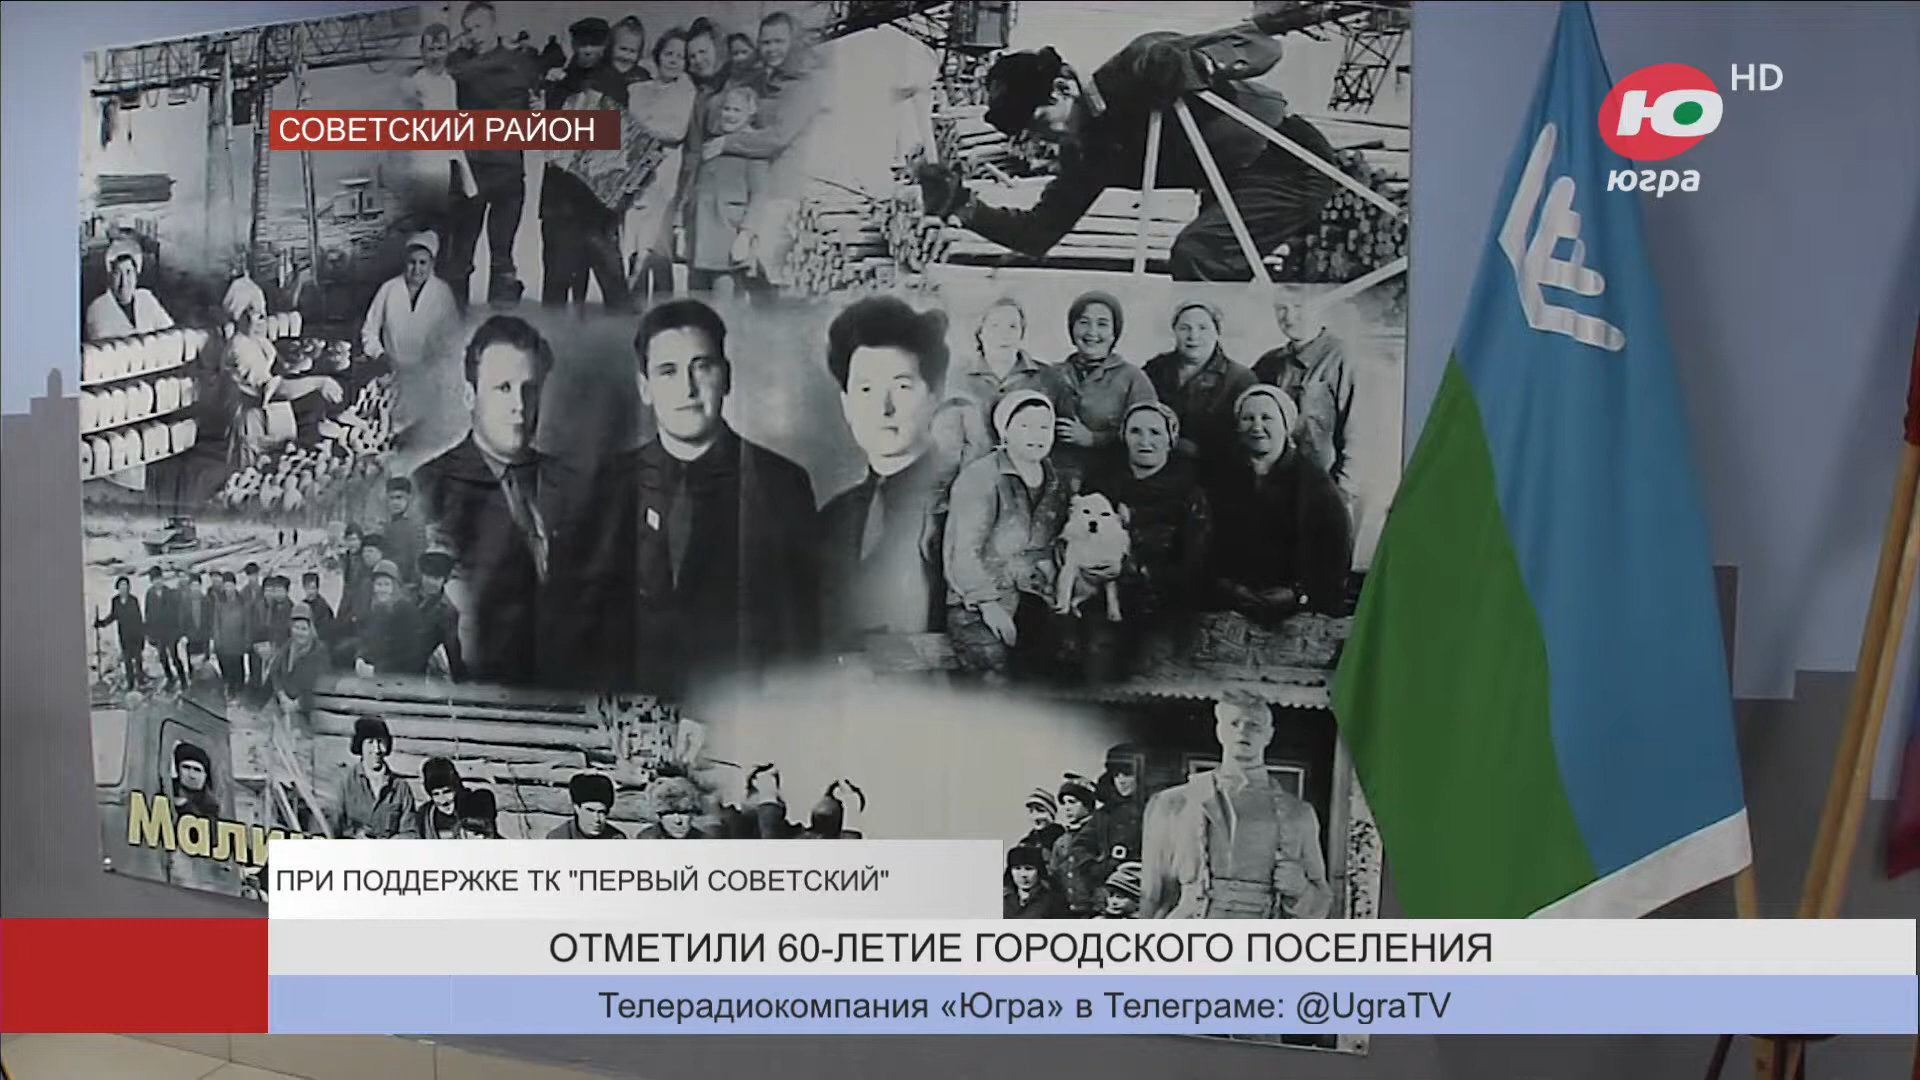 HD
Ю
югра
СОВЕТСКИЙ РАЙОН
ПРИ ПОДДЕРЖКЕ ТК "ПЕРВЫЙ СОВЕТСКИЙ"
ОТМЕТИЛИ 60-ЛЕТИЕ ГОРОДСКОГО ПОСЕЛЕНИЯ
Телерадиокомпания «Югра» в Телеграме: @UgraTV